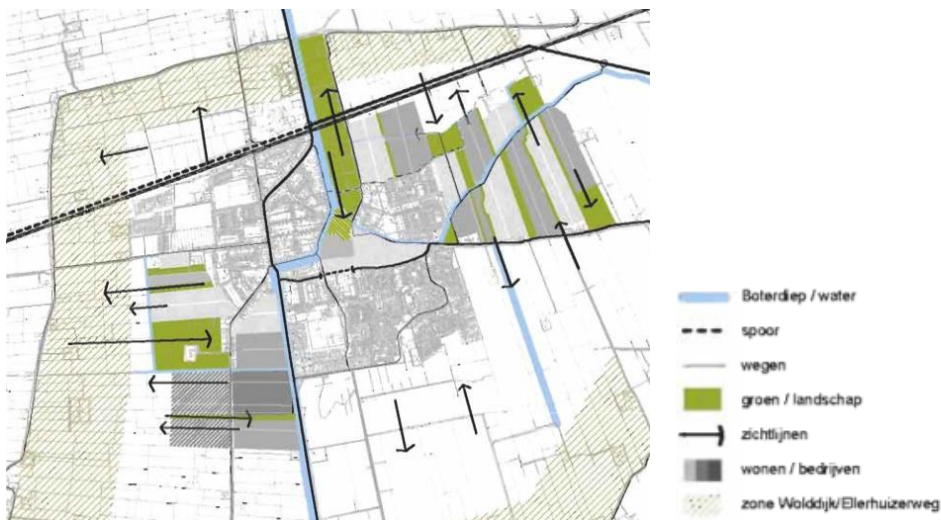 Boterdiep / water
spoor
wegen
groen / landschap
zichtlijnen
wonen / bedrijven
zone Wolddijk/Ellerhuizerweg